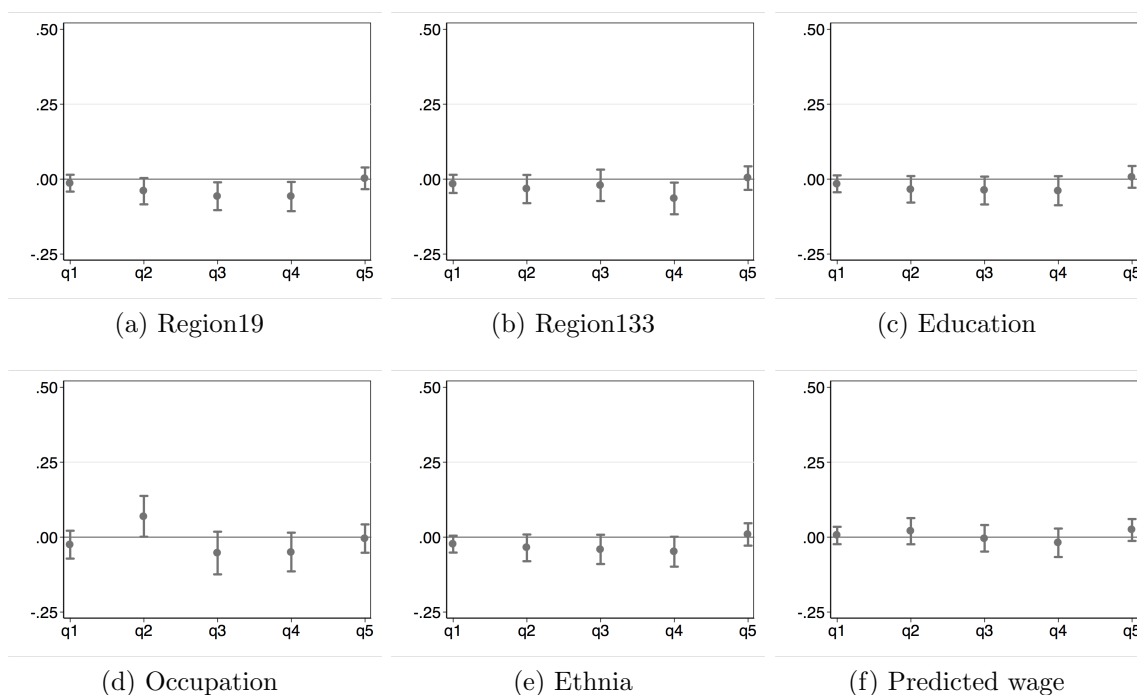 .50
.25
.00
-.25
q1 q2 q3 q4 q5
(a) Region19
.50
.25
.00
-.25
q1 q2 q3 q4 q5
(b) Region133
.50
.25
.00
-.25
q1 q2 q3 q4 q5
(c) Education
.50
.25
.00
-.25
q1 q2 q3 q4 q5
(d) Occupation
.50
.25
.00
-.25
q1 q2 q3 q4 q5
(e) Ethnia
.50
.25
.00
-.25
q1 q2 q3 q4 q5
(f) Predicted wage